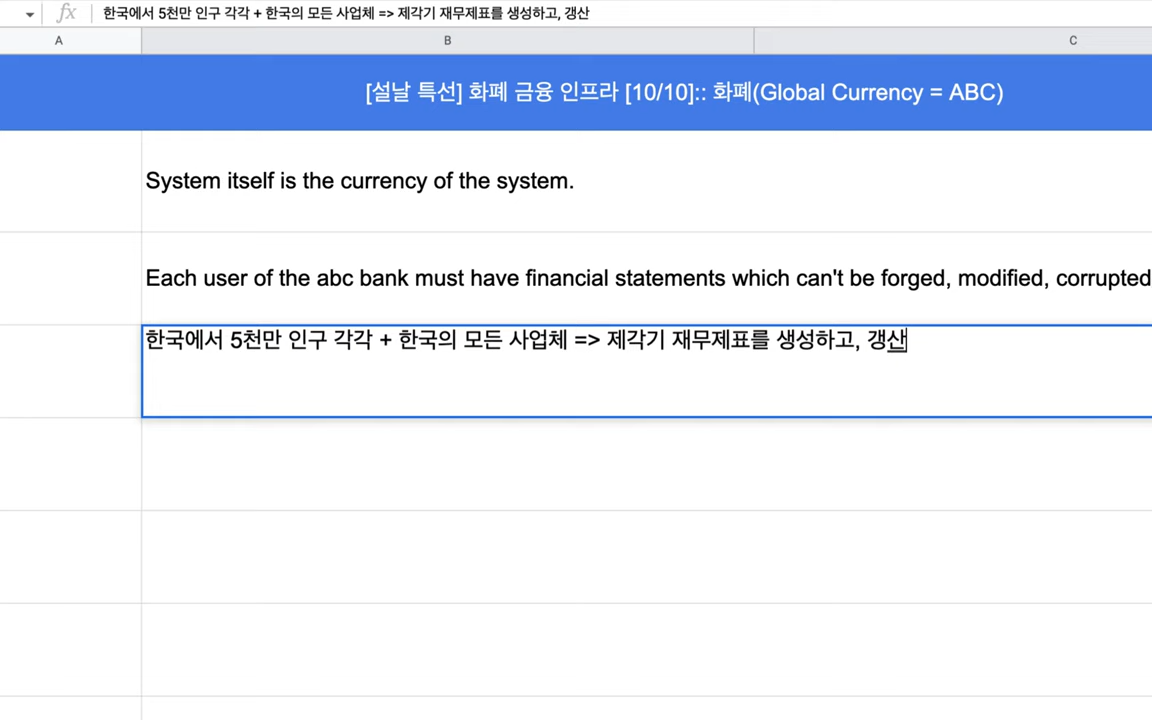 fx 한국에서 5천만 인구 각각 + 한국의 모든 사업체 => 제각기 재무제표를 생성하고, 갱산
A B C
[설날 특선] 화폐 금융 인프라 [10/10]:: 화폐(Global Currency = ABC)
System itself is the currency of the system.
Each user of the abc bank must have financial statements which can't be forged, modified, corrupted
한국에서 5천만 인구 각각 + 한국의 모든 사업체 => 제각기 재무제표를 생성하고, 갱산